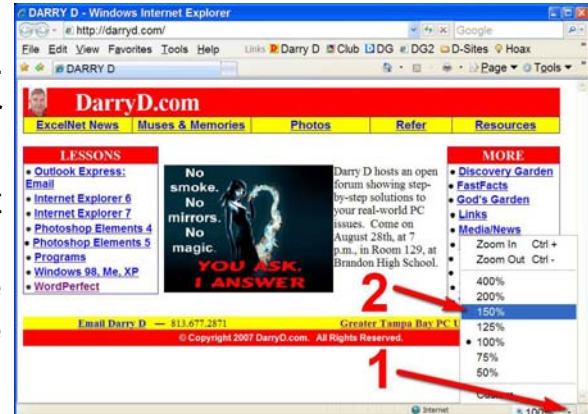 DARRY D - Windows Internet Explorer
http://darryd.com/ Google
File Edit View Favorites Tools Help Links Darry D Club DG DG2 D-Sites Hoax
DARRY D Page Tools
DarryD.com
ExcelNet News Muses & Memories Photos Refer Resources
LESSONS
• Outlook Express:
Email
• Internet Explorer 6
• Internet Explorer 7
• Photoshop Elements 4
• Photoshop Elements 5
• Programs
• Windows 98, Me, XP
• WordPerfect
No
smoke.
No
mirrors.
No
magic.
YOU ASK.
I ANSWER
Darry D hosts an open
forum showing step-
by-step solutions to
your real-world PC
issues. Come on
August 28th, at 7
p.m., in Room 129, at
Brandon High School.
MORE
• Discovery Garden
• FastFacts
• God's Garden
• Links
• Media/News
Zoom In Ctrl +
Zoom Out Ctrl -
400%
200%
150%
125%
• 100%
75%
50%
2
1
Email Darry D — 813.677.2871 Greater Tampa Bay PC U
© Copyright 2007 DarryD.com. All Rights Reserved.
Internet 100%